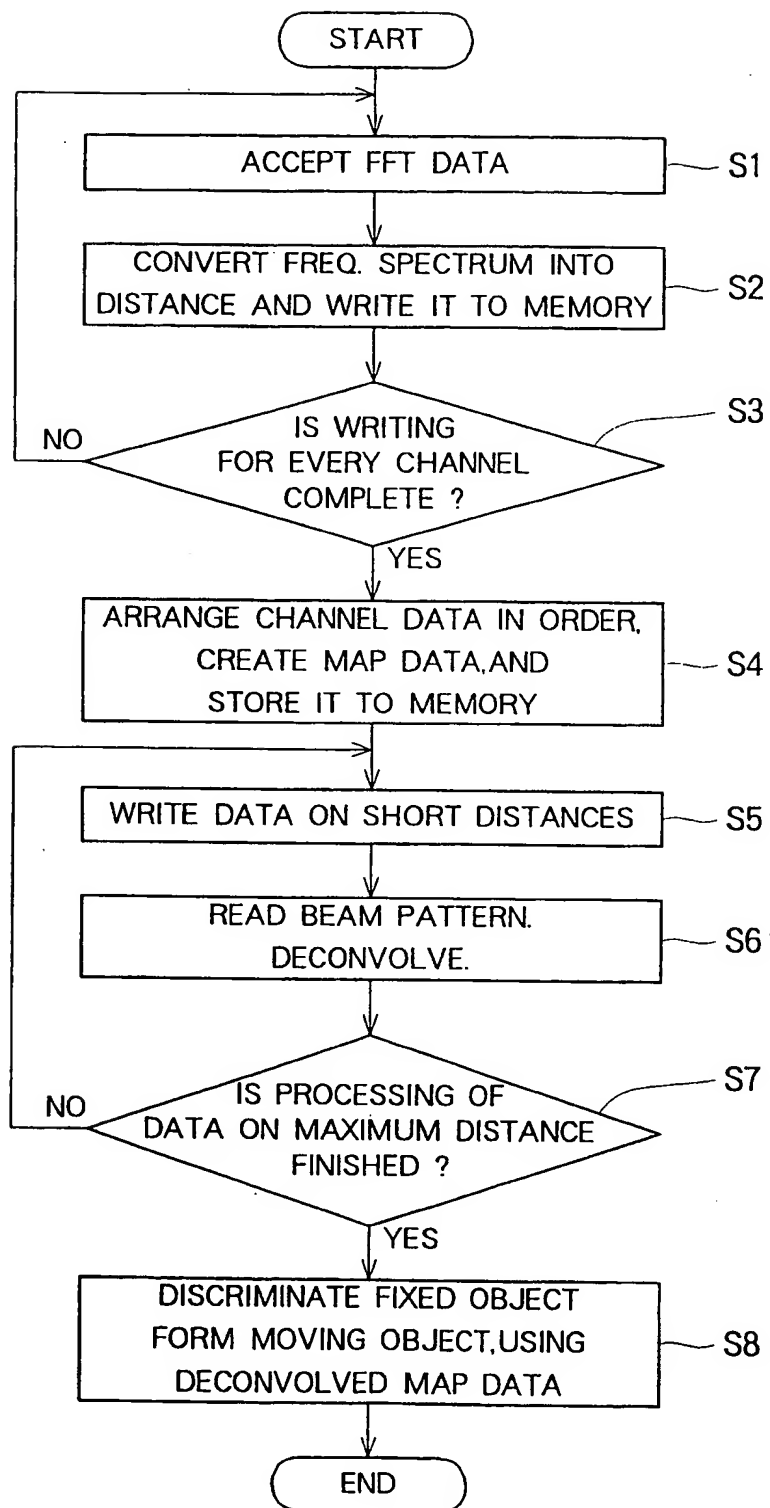 START
ACCEPT FFT DATA
S1
CONVERT FREQ. SPECTRUM INTO
DISTANCE AND WRITE IT TO MEMORY
S2
S3
IS WRITING
FOR EVERY CHANNEL
COMPLETE ?
NO
YES
ARRANGE CHANNEL DATA IN ORDER,
CREATE MAP DATA,AND
STORE IT TO MEMORY
S4
WRITE DATA ON SHORT DISTANCES
S5
READ BEAM PATTERN.
DECONVOLVE.
S6
S7
IS PROCESSING OF
DATA ON MAXIMUM DISTANCE
FINISHED ?
NO
YES
DISCRIMINATE FIXED OBJECT
FORM MOVING OBJECT,USING
DECONVOLVED MAP DATA
S8
END